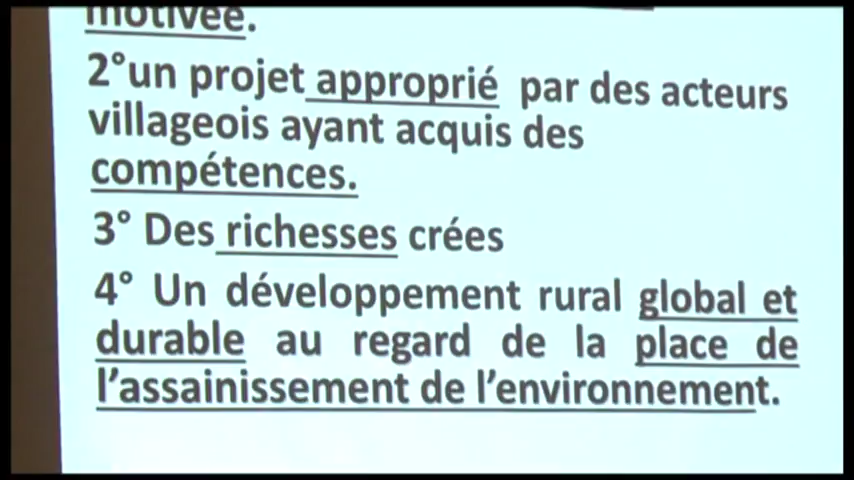 motivée.
2°un projet approprié par des acteurs
villageois ayant acquis des
compétences.
3° Des richesses crées
4° Un développement rural global et
durable au regard de la place de
l'assainissement de l'environnement.